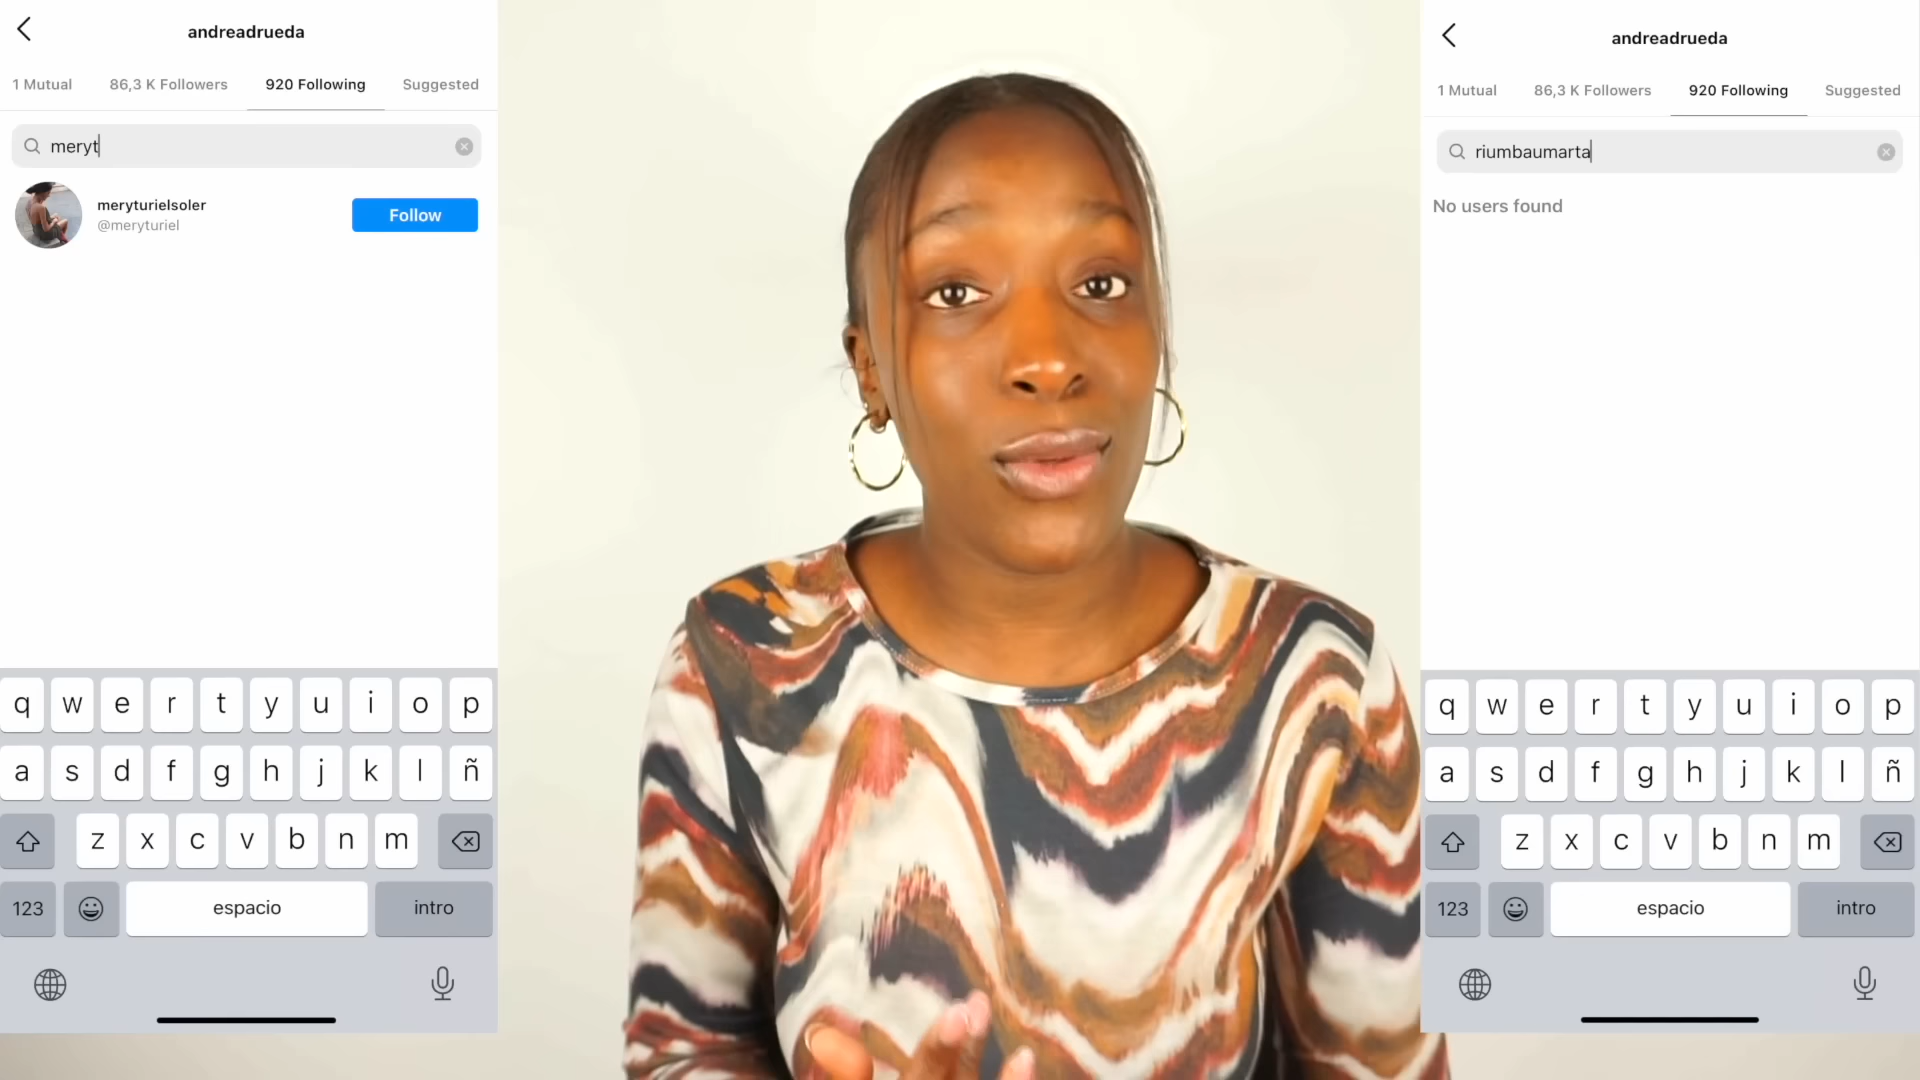 andreadrueda
1 Mutual 86,3 K Followers 920 Following Suggested
meryt
meryturielsoler
@meryturiel
Follow
q w e r t y u i o p
a s d f g h j k l ñ
z x c v b n m
123 espacio intro
andreadrueda
1 Mutual 86,3 K Followers 920 Following Suggested
riumbaumarta
No users found
q w e r t y u i o p
a s d f g h j k l ñ
z x c v b n m
123 espacio intro